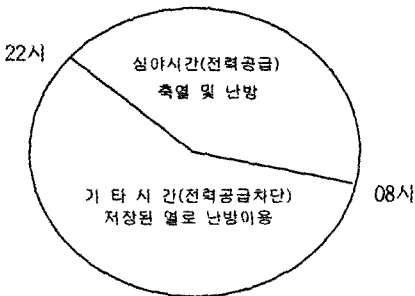 22시
심야시간(전력공급)
축열 및 난방
기 타 시 간(전력공급차단)
저장된 열로 난방이용
08시